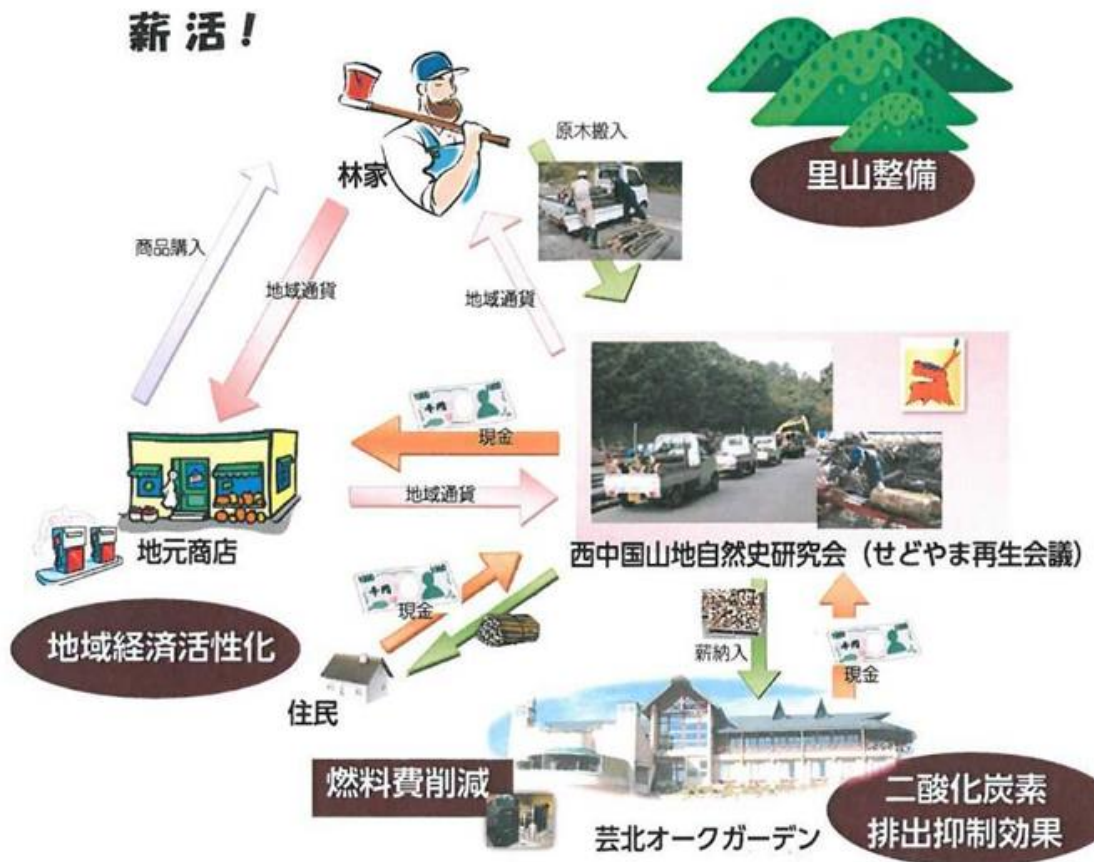 薪活！
林家
原木搬入
里山整備
商品購入
地域通貨
地域通貨
現金
地域通貨
地元商店
西中国山地自然史研究会（せどやま再生会議）
現金
薪納入
現金
地域経済活性化
住民
燃料費削減
芸北オークガーデン
二酸化炭素
排出抑制効果